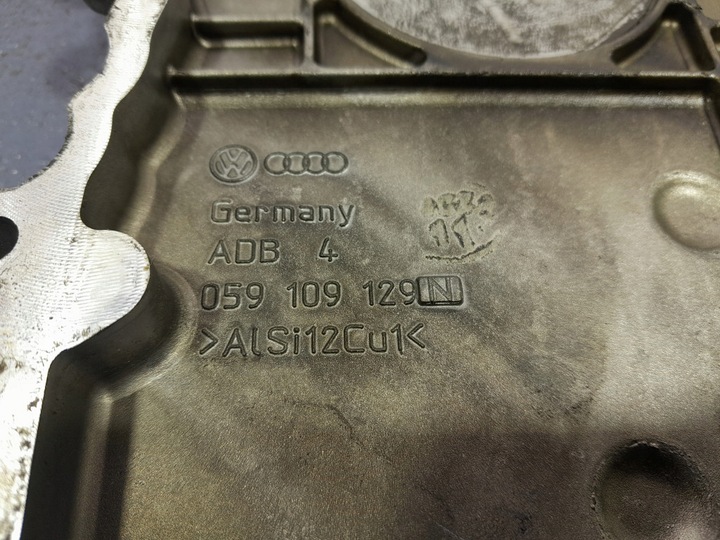 Germany
ADB 4
059 109 129 N
>AlSi12Cu1<